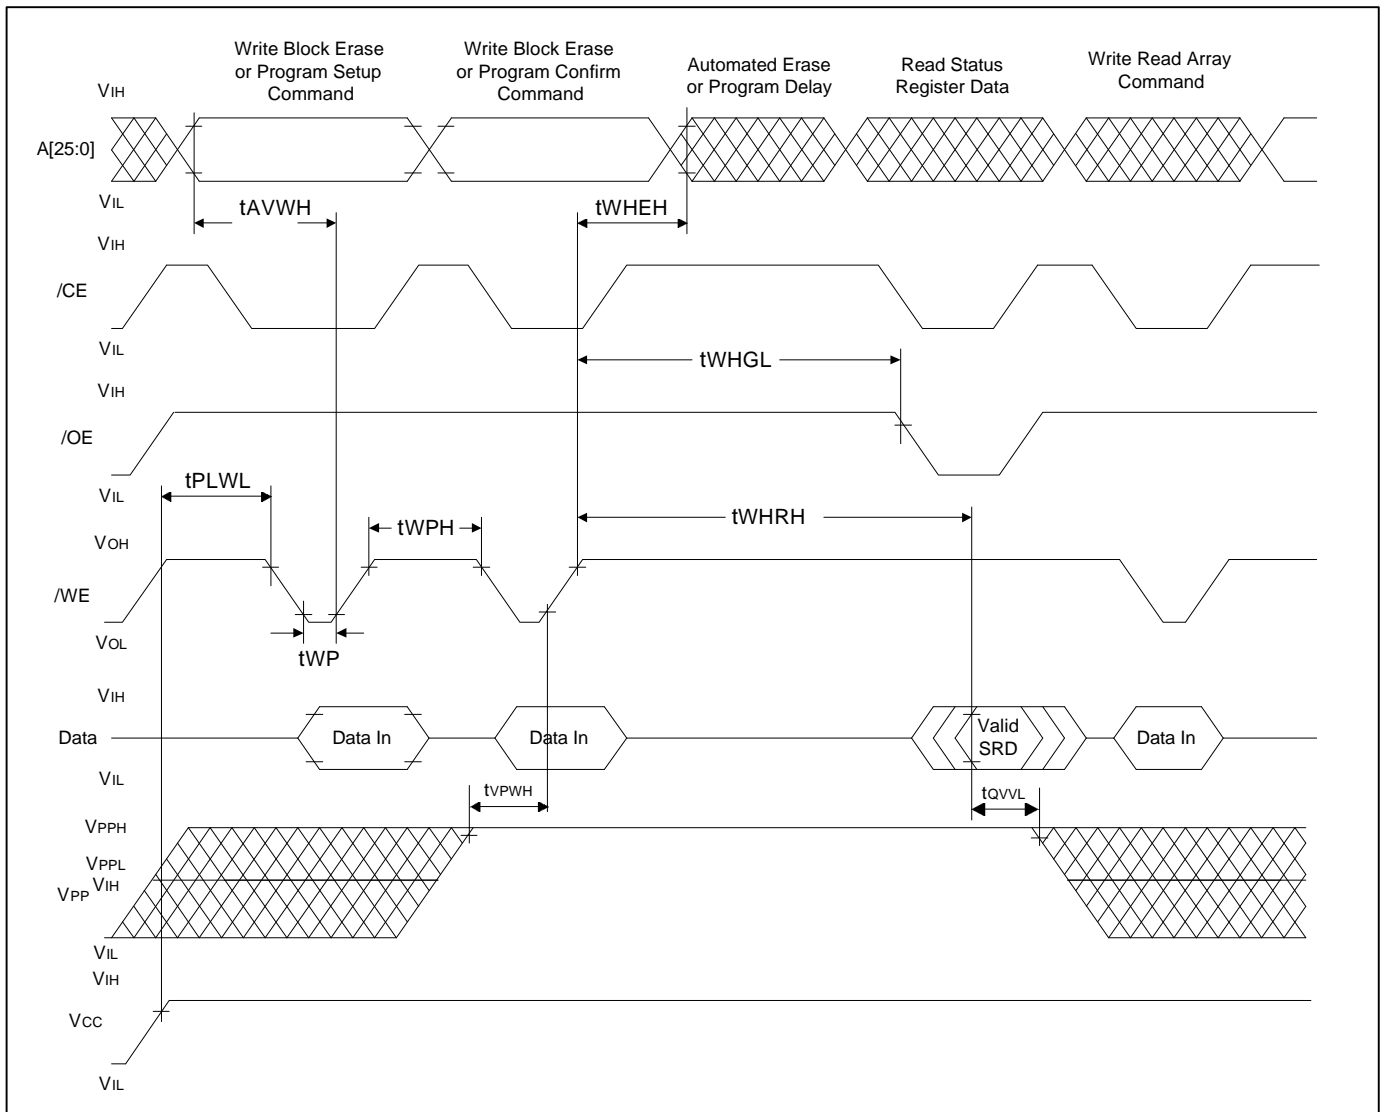 Write Block Erase
or Program Setup
Command
Write Block Erase
or Program Confirm
Command
Automated Erase
or Program Delay
Read Status
Register Data
Write Read Array
Command
VIH
A[25:0]
VIL
tAVWH
tWHEH
VIH
/CE
VIL
tWHGL
VIH
/OE
VIL
tPLWL
tWPH
tWHRH
VOH
/WE
VOL
tWP
VIH
Data
Data In
Data In
Valid
SRD
Data In
VIL
tVPWH
tQVVL
VPPH
VPPL
VIH
VPP
VIL
VIH
VCC
VIL